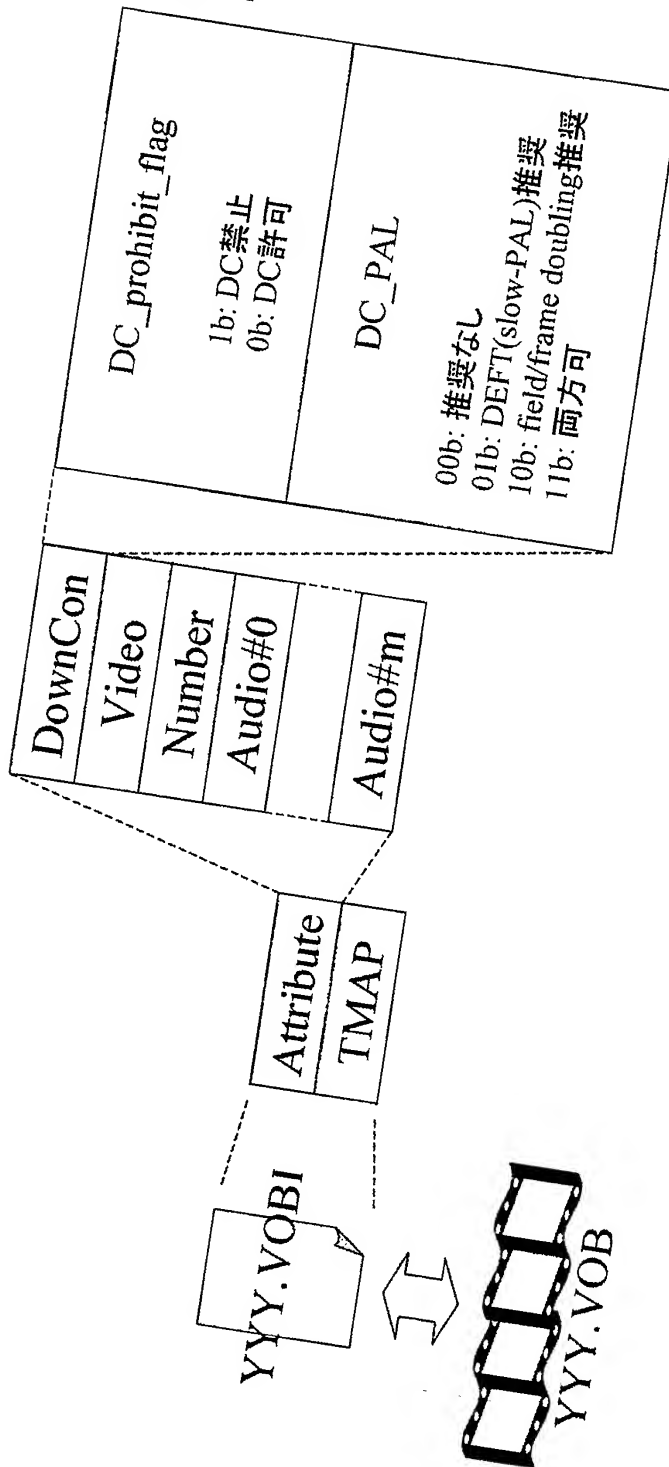 YYY.VOBI
YYY.VOB
Attribute
TMAP
DownCon
Video
Number
Audio#0
Audio#m
DC_prohibit_flag
1b: DC禁止
0b: DC許可
DC_PAL
00b: 推奨なし
01b: DEFT(slow-PAL)推奨
10b: field/frame doubling推奨
11b: 両方可